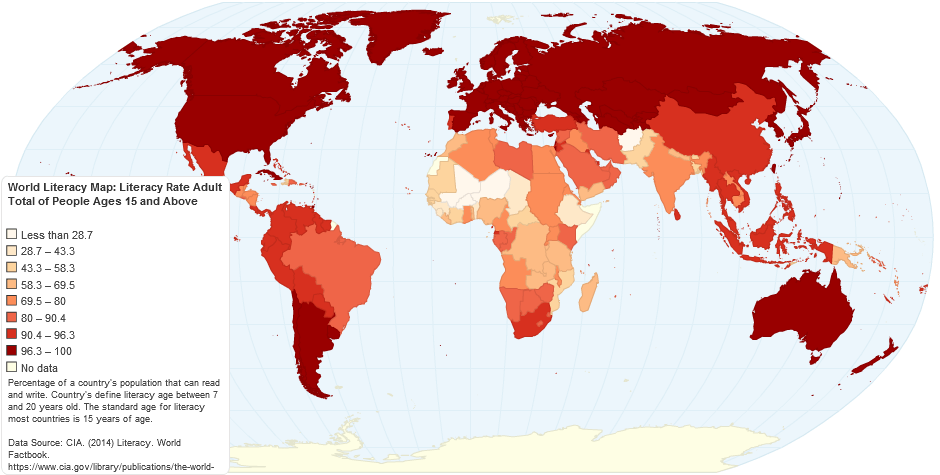 World Literacy Map: Literacy Rate Adult
Total of People Ages 15 and Above
Less than 28.7
28.7 – 43.3
43.3 – 58.3
58.3 – 69.5
69.5 – 80
80 – 90.4
90.4 – 96.3
96.3 – 100
No data
Percentage of a country's population that can read
and write. Country's define literacy age between 7
and 20 years old. The standard age for literacy
most countries is 15 years of age.
Data Source: CIA. (2014) Literacy. World
Factbook.
https://www.cia.gov/library/publications/the-world-